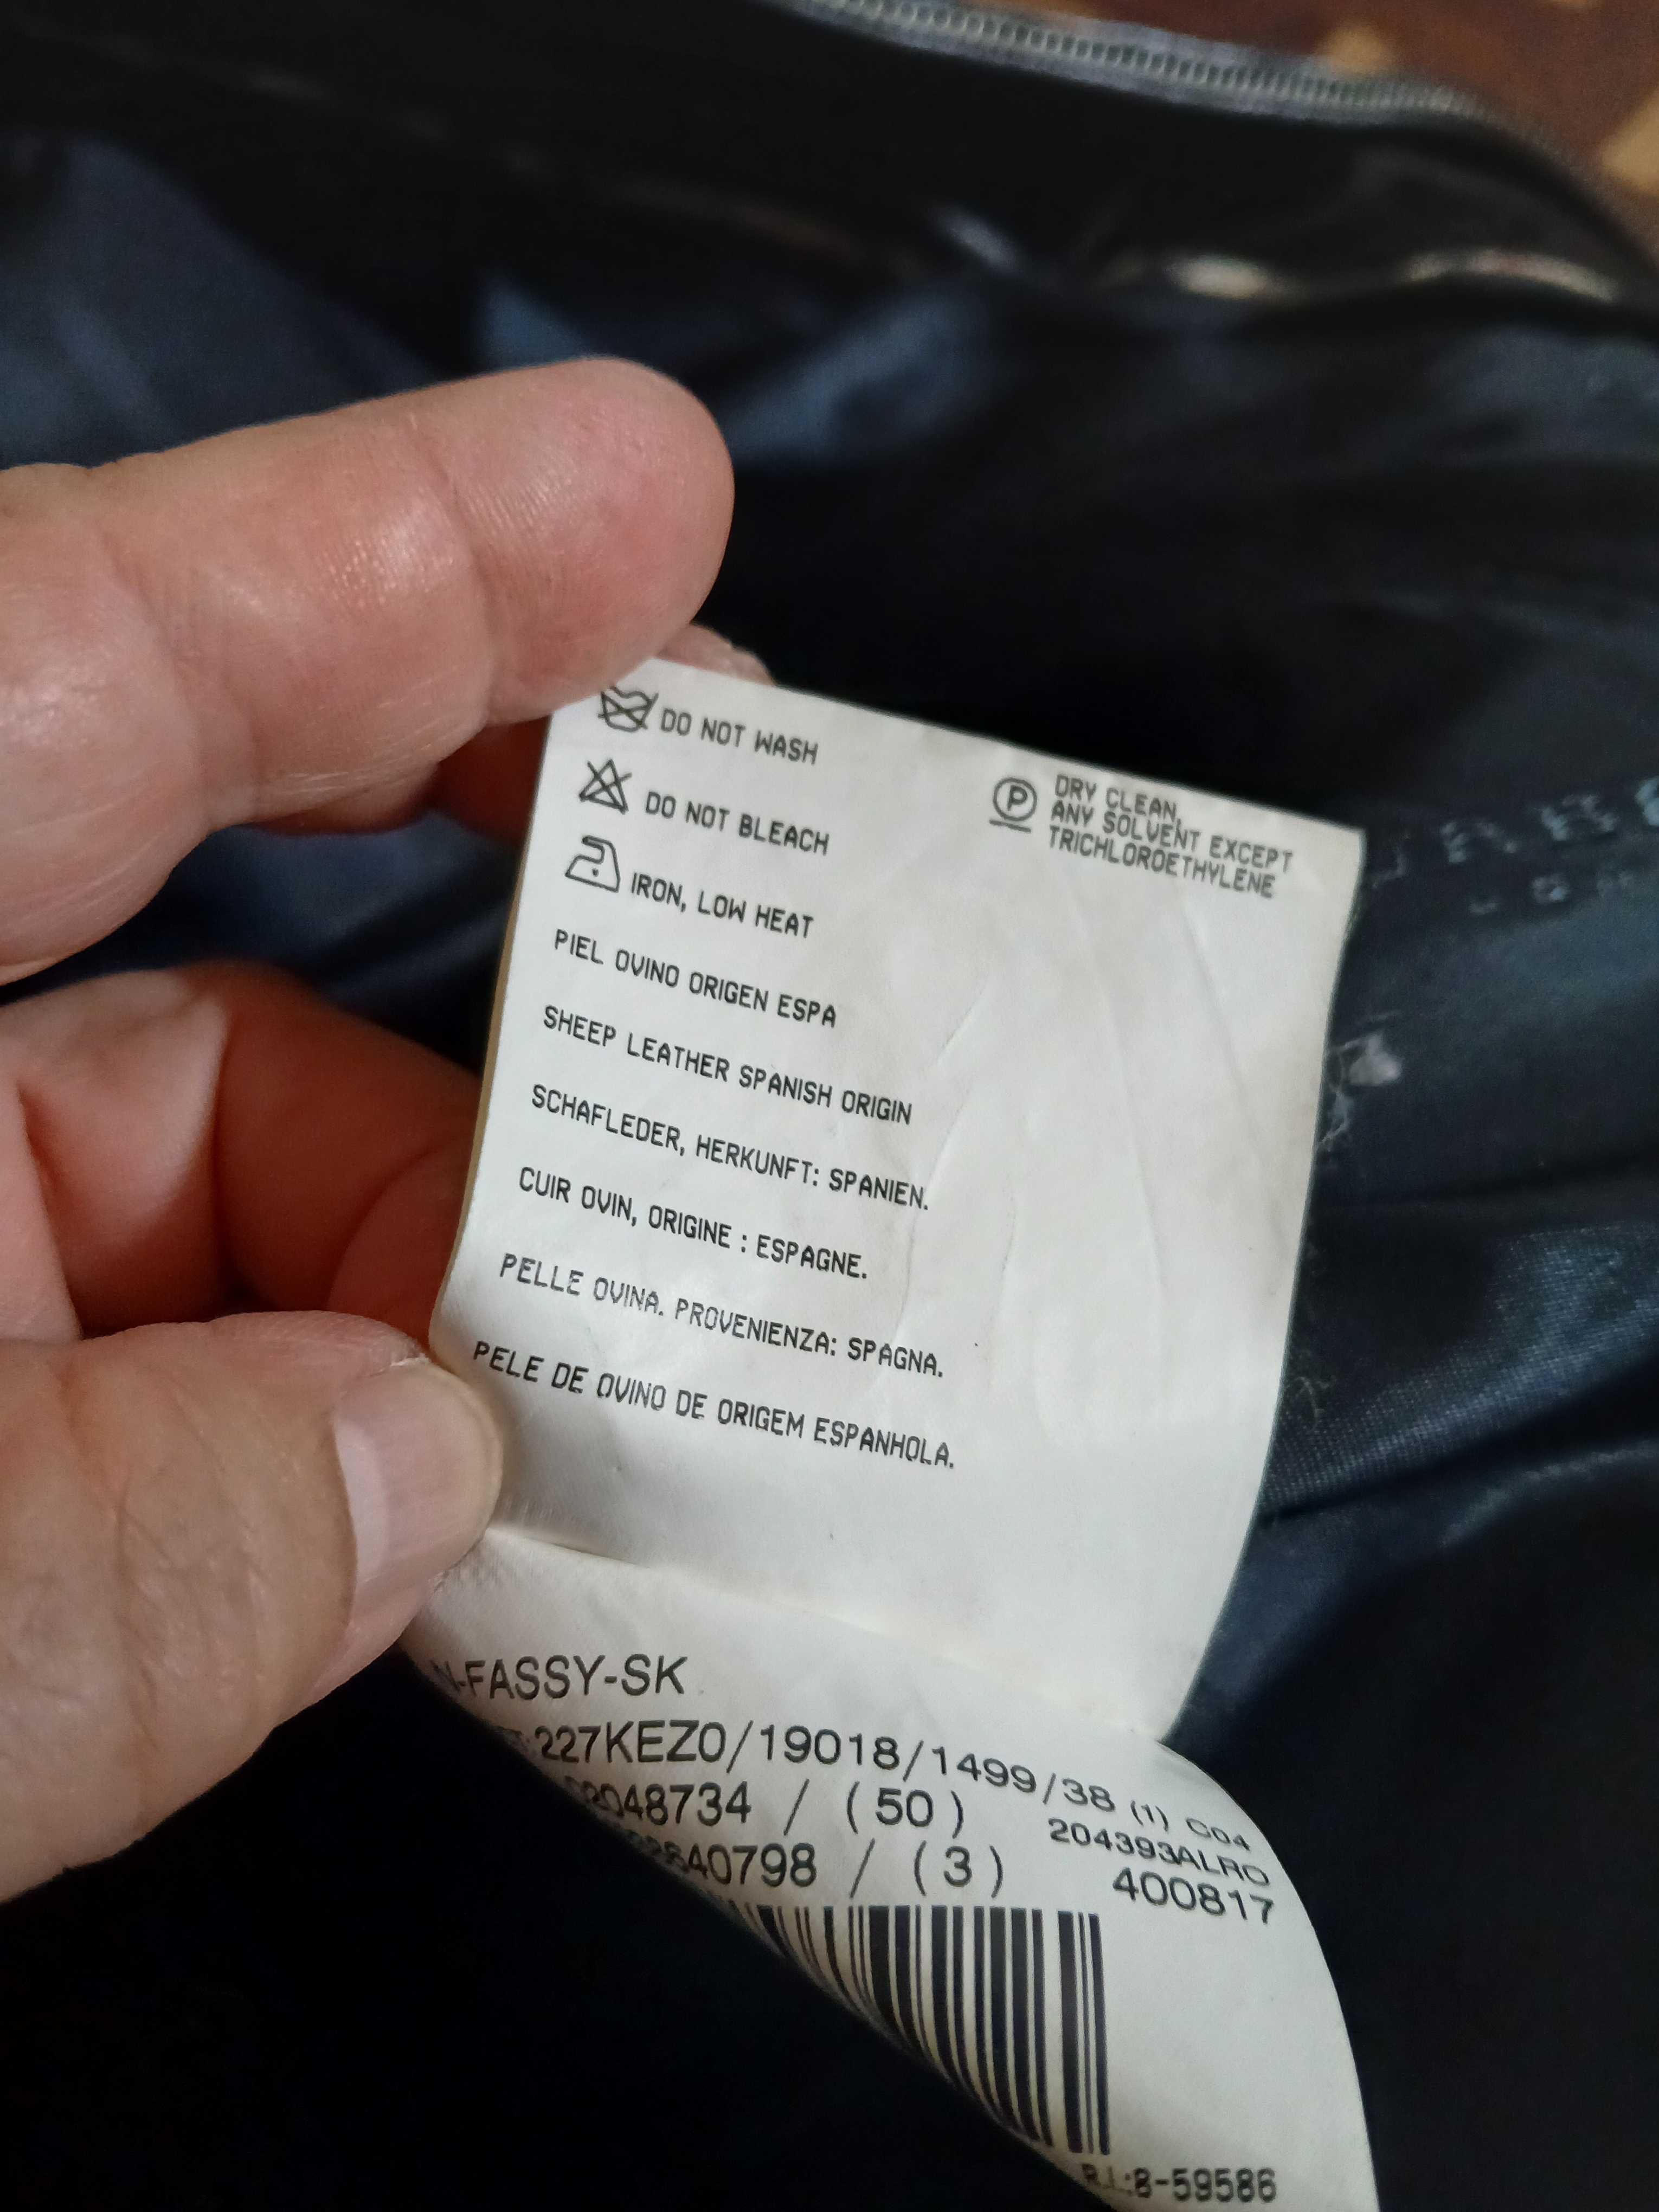 DO NOT WASH
DRY CLEAN,
ANY SOLVENT EXCEPT
TRICHLOROETHYLENE
P
DO NOT BLEACH
IRON, LOW HEAT
PIEL OVINO ORIGEN ESPA
SHEEP LEATHER SPANISH ORIGIN
SCHAFLEDER, HERKUNFT: SPANIEN.
CUIR OVIN, ORIGINE : ESPAGNE.
PELLE OVINA. PROVENIENZA: SPAGNA.
PELE DE OVINO DE ORIGEM ESPANHOLA.
-FASSY-SK
227KEZ0/19018/1499/38 (1) C04
048734 / (50)
204393ALRO
40798 / (3)
400817
R.I.:8-59586